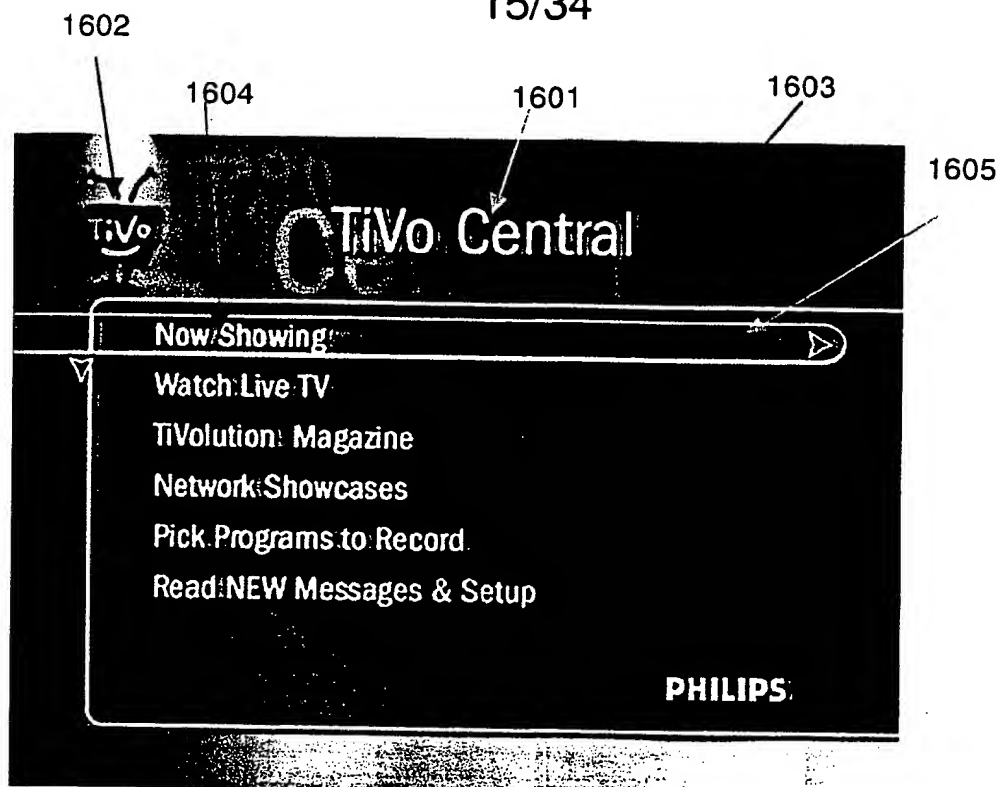 15/34
1602
1604
1601
1603
1605
TiVo
TiVo Central
Now Showing
Watch Live TV
TiVolution Magazine
Network Showcases
Pick Programs to Record
Read NEW Messages & Setup
PHILIPS